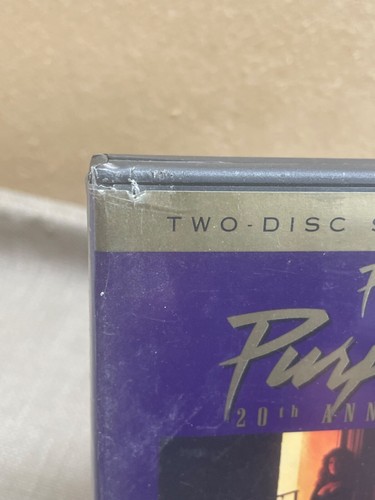 TWO-DISC S
Purp
20th ANN